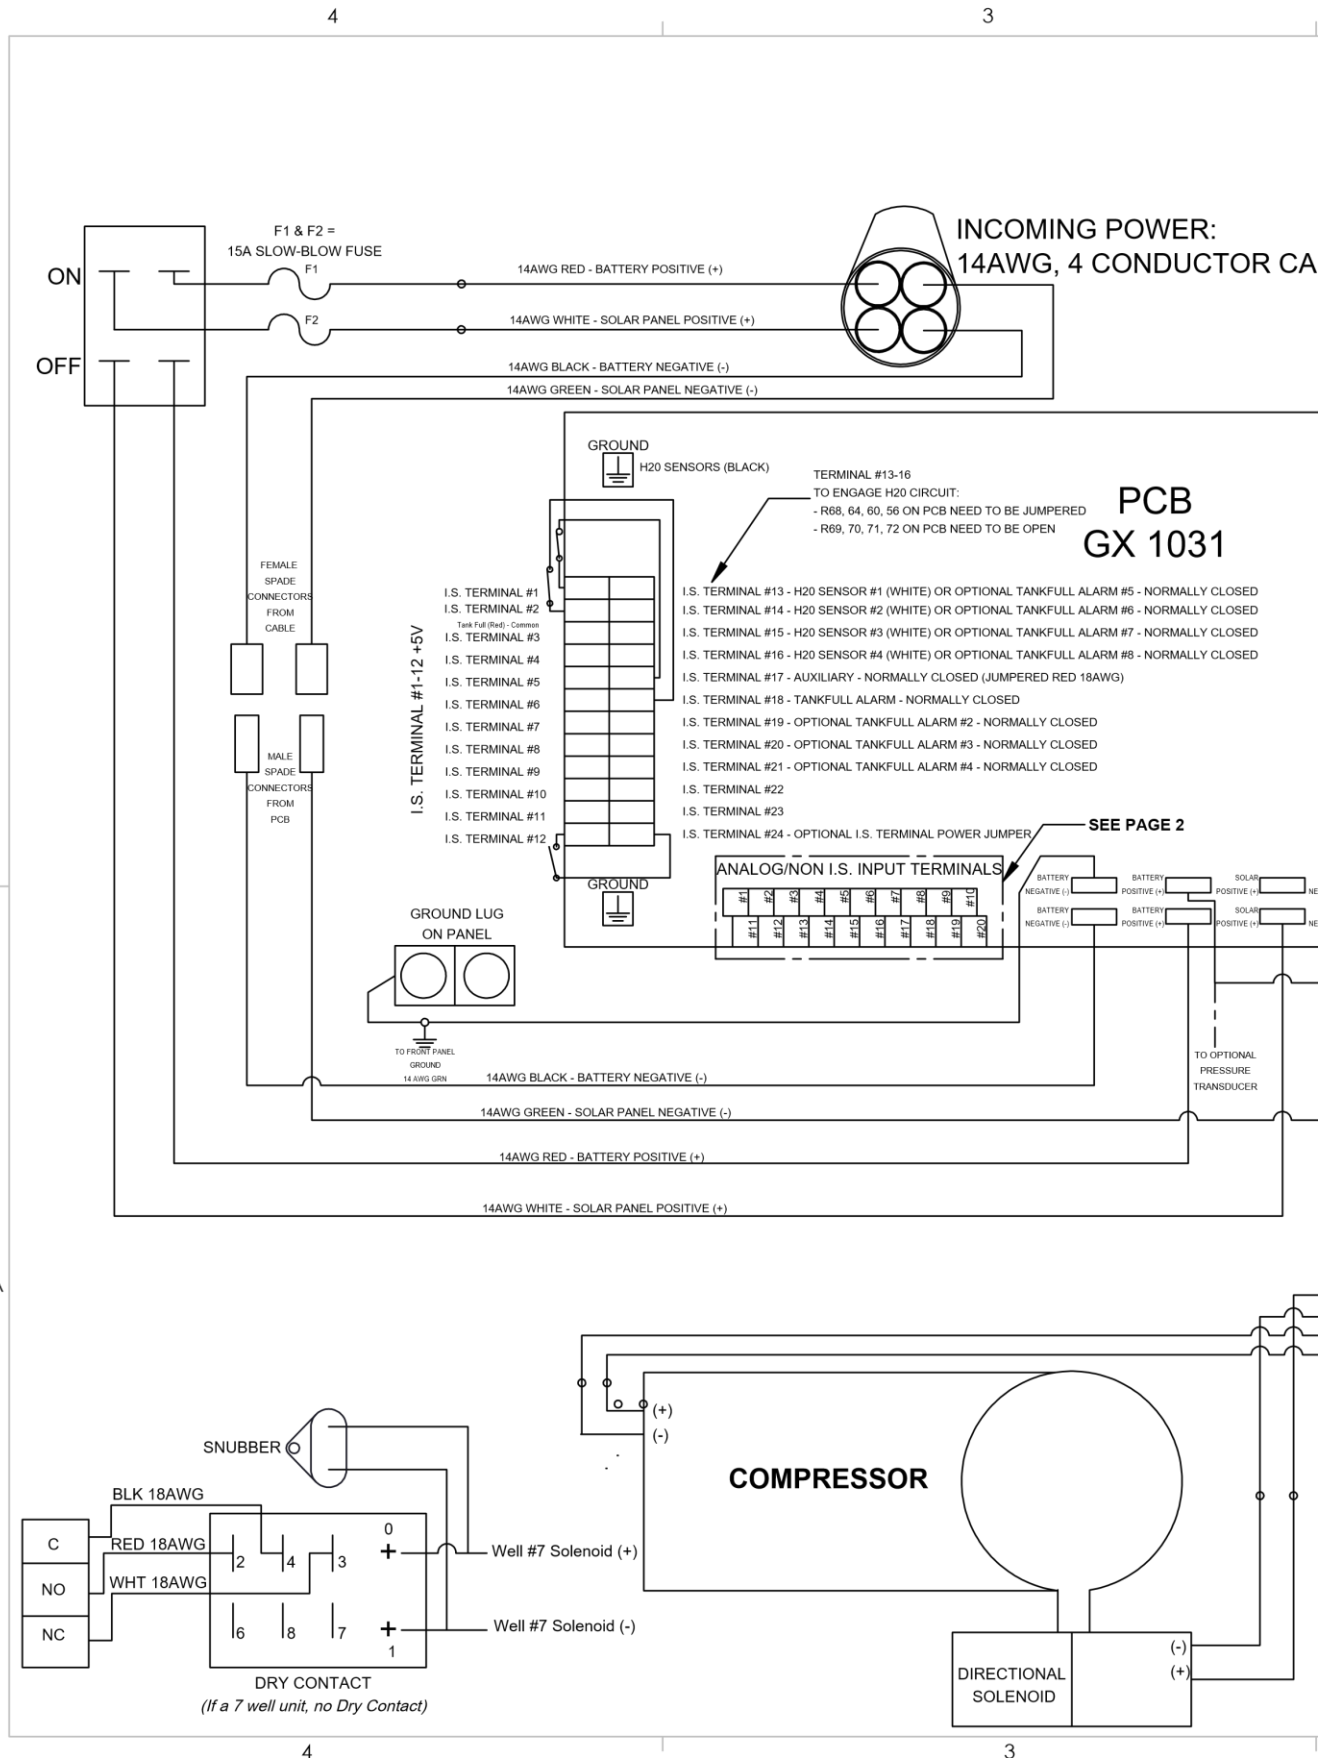 4
3
INCOMING POWER:
14AWG, 4 CONDUCTOR CA
F1 & F2 =
15A SLOW-BLOW FUSE
ON
F1
14AWG RED - BATTERY POSITIVE (+)
F2
14AWG WHITE - SOLAR PANEL POSITIVE (+)
OFF
14AWG BLACK - BATTERY NEGATIVE (-)
14AWG GREEN - SOLAR PANEL NEGATIVE (-)
GROUND
H20 SENSORS (BLACK)
TERMINAL #13-16
TO ENGAGE H20 CIRCUIT:
- R68, 64, 60, 56 ON PCB NEED TO BE JUMPERED
- R69, 70, 71, 72 ON PCB NEED TO BE OPEN
PCB
GX 1031
FEMALE
SPADE
CONNECTORS
FROM
CABLE
MALE
SPADE
CONNECTORS
FROM
PCB
I.S. TERMINAL #1-12 +5V
I.S. TERMINAL #1
I.S. TERMINAL #2
Tank Full (Red) - Common
I.S. TERMINAL #3
I.S. TERMINAL #4
I.S. TERMINAL #5
I.S. TERMINAL #6
I.S. TERMINAL #7
I.S. TERMINAL #8
I.S. TERMINAL #9
I.S. TERMINAL #10
I.S. TERMINAL #11
I.S. TERMINAL #12
I.S. TERMINAL #13 - H20 SENSOR #1 (WHITE) OR OPTIONAL TANKFULL ALARM #5 - NORMALLY CLOSED
I.S. TERMINAL #14 - H20 SENSOR #2 (WHITE) OR OPTIONAL TANKFULL ALARM #6 - NORMALLY CLOSED
I.S. TERMINAL #15 - H20 SENSOR #3 (WHITE) OR OPTIONAL TANKFULL ALARM #7 - NORMALLY CLOSED
I.S. TERMINAL #16 - H20 SENSOR #4 (WHITE) OR OPTIONAL TANKFULL ALARM #8 - NORMALLY CLOSED
I.S. TERMINAL #17 - AUXILIARY - NORMALLY CLOSED (JUMPERED RED 18AWG)
I.S. TERMINAL #18 - TANKFULL ALARM - NORMALLY CLOSED
I.S. TERMINAL #19 - OPTIONAL TANKFULL ALARM #2 - NORMALLY CLOSED
I.S. TERMINAL #20 - OPTIONAL TANKFULL ALARM #3 - NORMALLY CLOSED
I.S. TERMINAL #21 - OPTIONAL TANKFULL ALARM #4 - NORMALLY CLOSED
I.S. TERMINAL #22
I.S. TERMINAL #23
I.S. TERMINAL #24 - OPTIONAL I.S. TERMINAL POWER JUMPER
SEE PAGE 2
GROUND
ANALOG/NON I.S. INPUT TERMINALS
#1 #2 #3 #4 #5 #6 #7 #8 #9 #10
#11 #12 #13 #14 #15 #16 #17 #18 #19 #20
BATTERY
NEGATIVE (-)
BATTERY
POSITIVE (+)
SOLAR
POSITIVE (+)
NE
BATTERY
NEGATIVE (-)
BATTERY
POSITIVE (+)
SOLAR
POSITIVE (+)
NE
GROUND LUG
ON PANEL
TO FRONT PANEL
GROUND
14 AWG GRN
TO OPTIONAL
PRESSURE
TRANSDUCER
14AWG BLACK - BATTERY NEGATIVE (-)
14AWG GREEN - SOLAR PANEL NEGATIVE (-)
14AWG RED - BATTERY POSITIVE (+)
14AWG WHITE - SOLAR PANEL POSITIVE (+)
(+)
(-)
COMPRESSOR
SNUBBER
BLK 18AWG
RED 18AWG
WHT 18AWG
C
NO
NC
2 4 3
0
6 8 7
1
Well #7 Solenoid (+)
Well #7 Solenoid (-)
DRY CONTACT
(If a 7 well unit, no Dry Contact)
DIRECTIONAL
SOLENOID
(-)
(+)
4
3